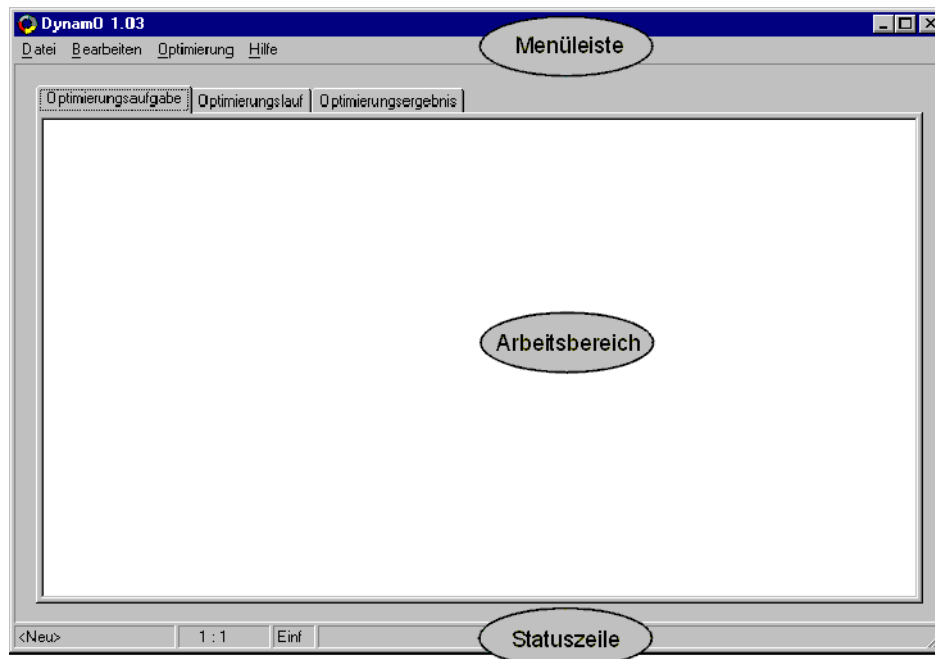 DynamO 1.03
Datei Bearbeiten Optimierung Hilfe
Menüleiste
Optimierungsaufgabe Optimierungslauf Optimierungsergebnis
Arbeitsbereich
<Neu> 1 : 1 Einf
Statuszeile